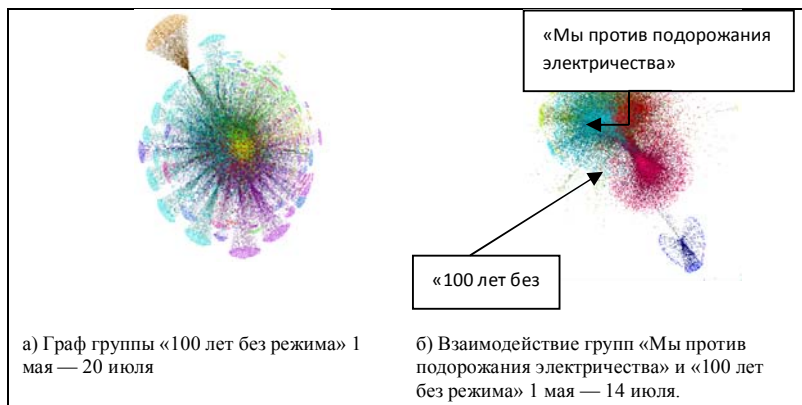 «Мы против подорожания
электричества»
«100 лет без
а) Граф группы «100 лет без режима» 1
мая — 20 июля
б) Взаимодействие групп «Мы против
подорожания электричества» и «100 лет
без режима» 1 мая — 14 июля.